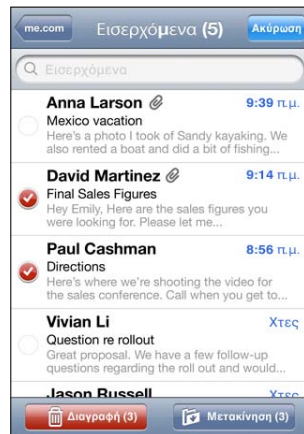 me.com Εισερχόμενα (5) Ακύρωση
Εισερχόμενα
Anna Larson 9:39 π.μ.
Mexico vacation
Here's a photo I took of Sandy kayaking. We
also rented a boat and did a bit of fishing...
David Martinez 9:14 π.μ.
Final Sales Figures
Hey Emily, Here are the sales figures you
were looking for. Please let me...
Paul Cashman 8:56 π.μ.
Directions
Here's where we're shooting the video for
the sales conference. Call when you get to...
Vivian Li Χτες
Question re rollout
Great proposal. We have a few follow-up
questions regarding the roll out and would...
Jason Russell Χτες
Διαγραφή (3) Μετακίνηση (3)